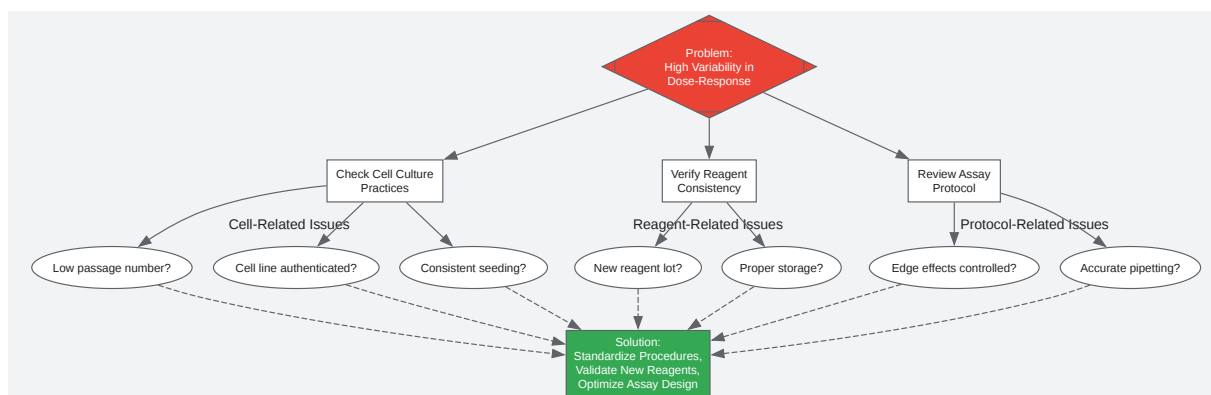 Problem:
High Variability in
Dose-Response
Check Cell Culture
Practices
Verify Reagent
Consistency
Review Assay
Protocol
Cell-Related Issues
Reagent-Related Issues
Protocol-Related Issues
Low passage number?
Cell line authenticated?
Consistent seeding?
New reagent lot?
Proper storage?
Edge effects controlled?
Accurate pipetting?
Solution:
Standardize Procedures,
Validate New Reagents,
Optimize Assay Design